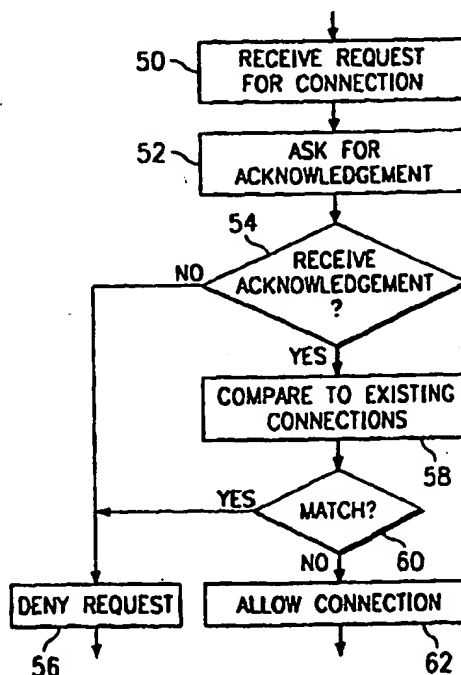 50
RECEIVE REQUEST
FOR CONNECTION
52
ASK FOR
ACKNOWLEDGEMENT
54
NO
RECEIVE
ACKNOWLEDGEMENT
?
YES
COMPARE TO EXISTING
CONNECTIONS
58
YES
MATCH?
60
NO
DENY REQUEST
ALLOW CONNECTION
56
62